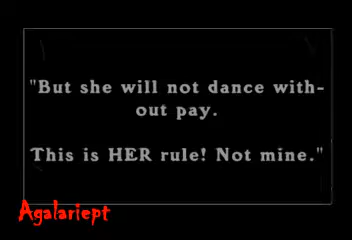 "But she will not dance with-
out pay.
This is HER rule! Not mine."
Agalariept